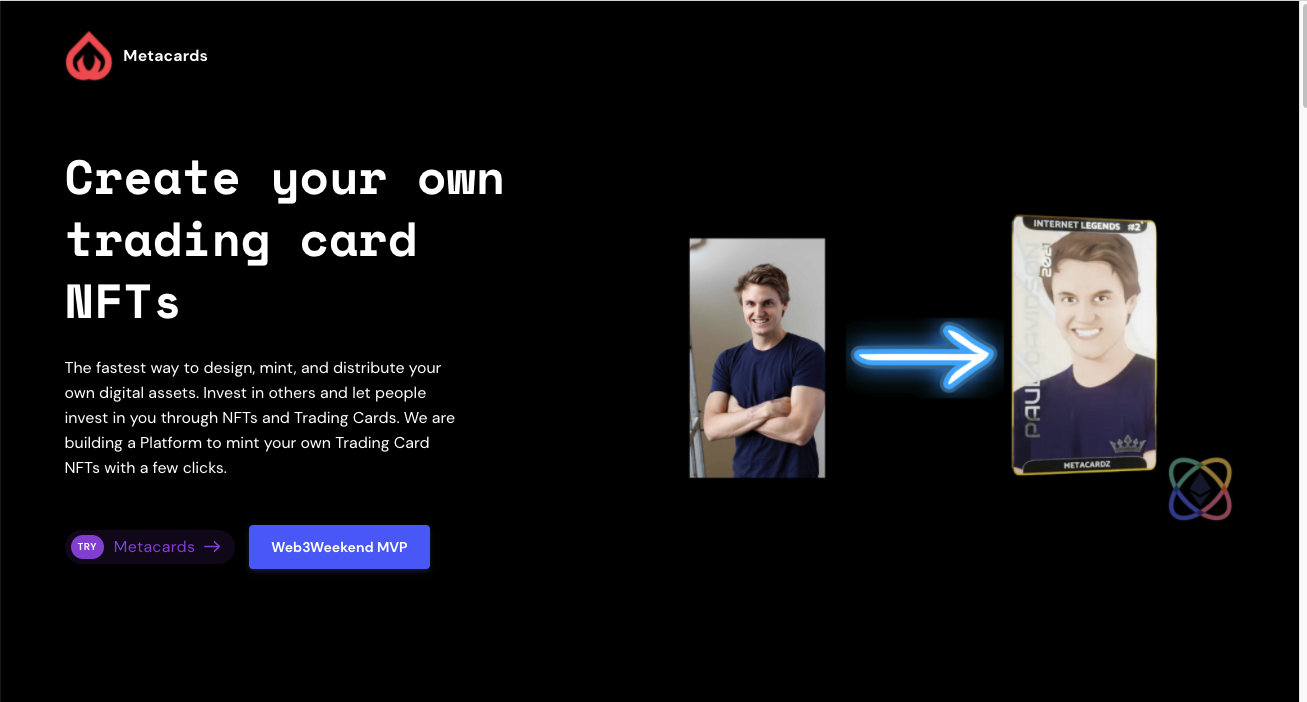 Metacards
Create your own
trading card
NFTs
The fastest way to design, mint, and distribute your
own digital assets. Invest in others and let people
invest in you through NFTs and Trading Cards. We are
building a Platform to mint your own Trading Card
NFTs with a few clicks.
TRY Metacards →
Web3Weekend MVP
INTERNET LEGENDS #2
2021
PAUL DAVIDSON
METACARDZ